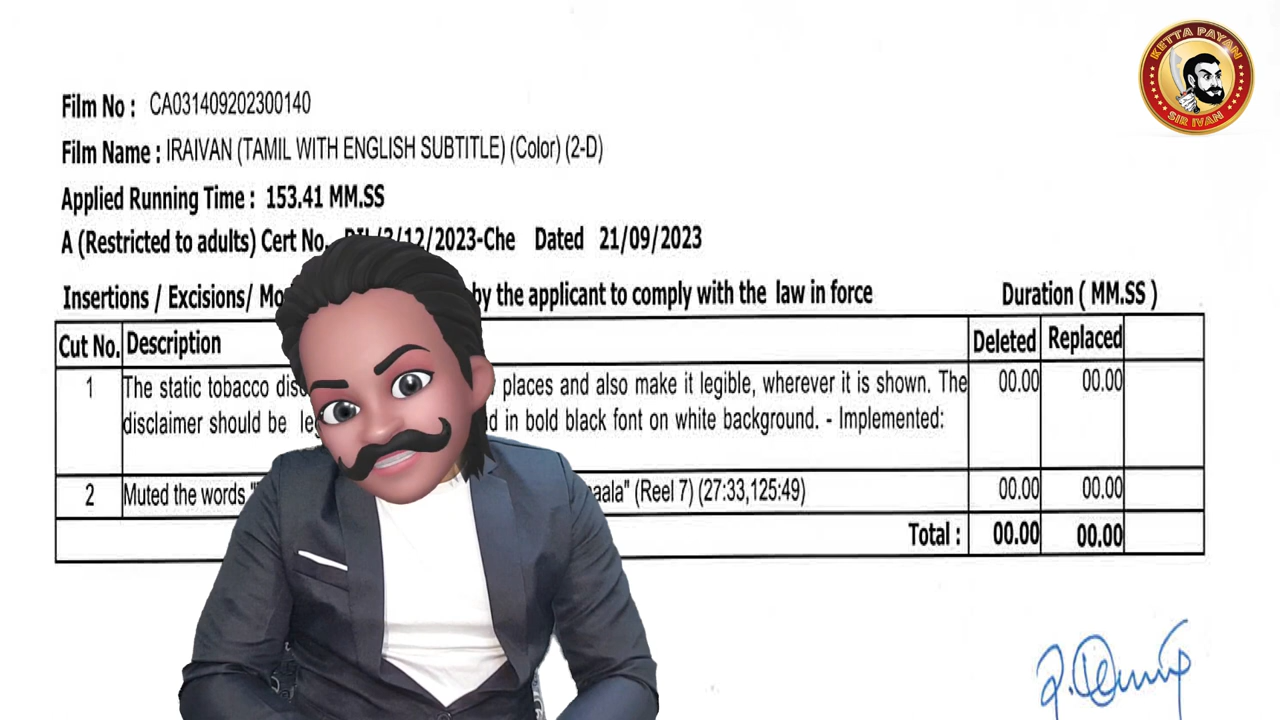 KETTA PAYAN
SIR IVAN
Film No : CA031409202300140
Film Name : IRAIVAN (TAMIL WITH ENGLISH SUBTITLE) (Color) (2-D)
Applied Running Time : 153.41 MM.SS
A (Restricted to adults) Cert No. /12/2023-Che Dated 21/09/2023
Insertions / Excisions/ by the applicant to comply with the law in force Duration ( MM.SS )
Cut No. Description Deleted Replaced
1 The static tobacco places and also make it legible, wherever it is shown. The 00.00 00.00
disclaimer should be in bold black font on white background. - Implemented:
2 Muted the words (Reel 7) (27:33,125:49) 00.00 00.00
Total : 00.00 00.00